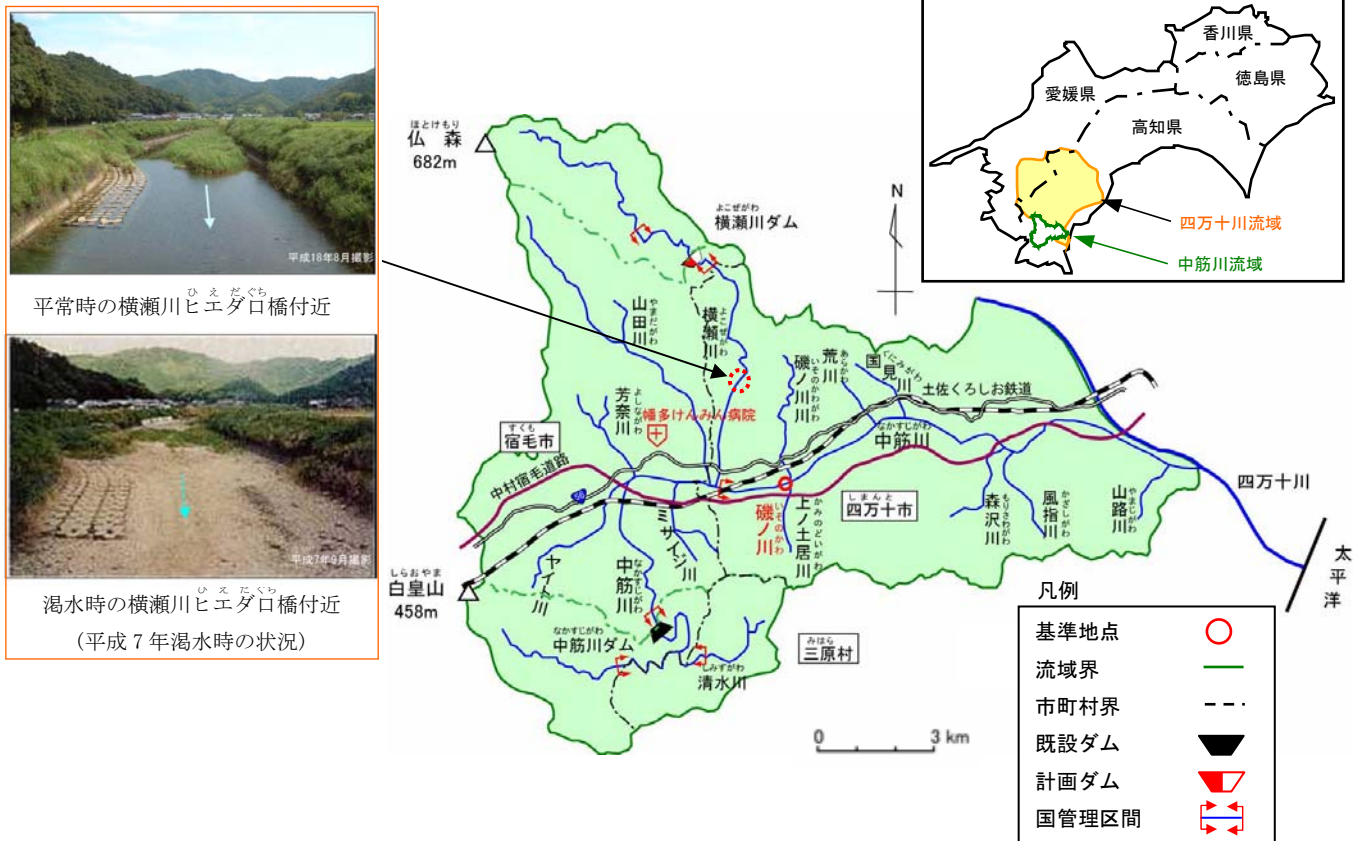 平成18年8月撮影
平常時の横瀬川ヒエダ口橋付近
ひえだぐち
平成7年9月撮影
渇水時の横瀬川ヒエダ口橋付近
ひえだぐち
(平成7年渇水時の状況)
香川県
徳島県
愛媛県
高知県
四万十川流域
中筋川流域
ほとけもり
仏森
682m
N
よこぜがわ
横瀬川ダム
やまだがわ
山田川
よこぜがわ
横瀬川
いそのかわがわ
磯ノ川川
あらかわ
荒川
くにみがわ
国見川
土佐くろしお鉄道
よしながわ
芳奈川
幡多けんみん病院
すくも
宿毛市
なかすじがわ
中筋川
中村宿毛道路
56
しまんと
四万十市
四万十川
いそのかわ
磯ノ川
かみのどいがわ
上ノ土居川
もりさわがわ
森沢川
かざしがわ
風指川
やまじがわ
山路川
太平洋
しらおやま
白皇山
458m
ヤイト川
なかすじがわ
中筋川
ミサイジ川
なかすじがわ
中筋川ダム
しみずがわ
清水川
みはら
三原村
0 3 km
凡例
基準地点
流域界
市町村界
既設ダム
計画ダム
国管理区間